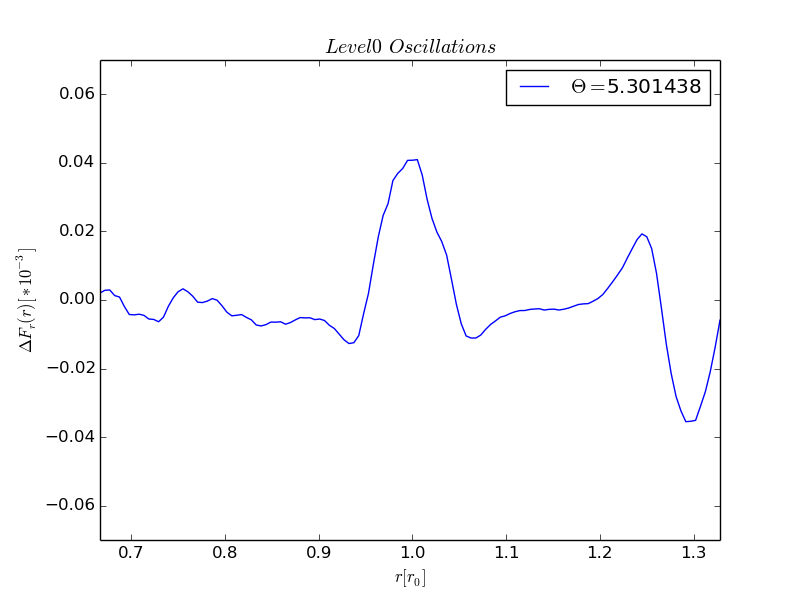 Level0 Oscillations
Θ = 5.301438
0.06
0.04
0.02
0.00
−0.02
−0.04
−0.06
ΔF_r(r)[*10^{-3}]
0.7 0.8 0.9 1.0 1.1 1.2 1.3
r[r_0]